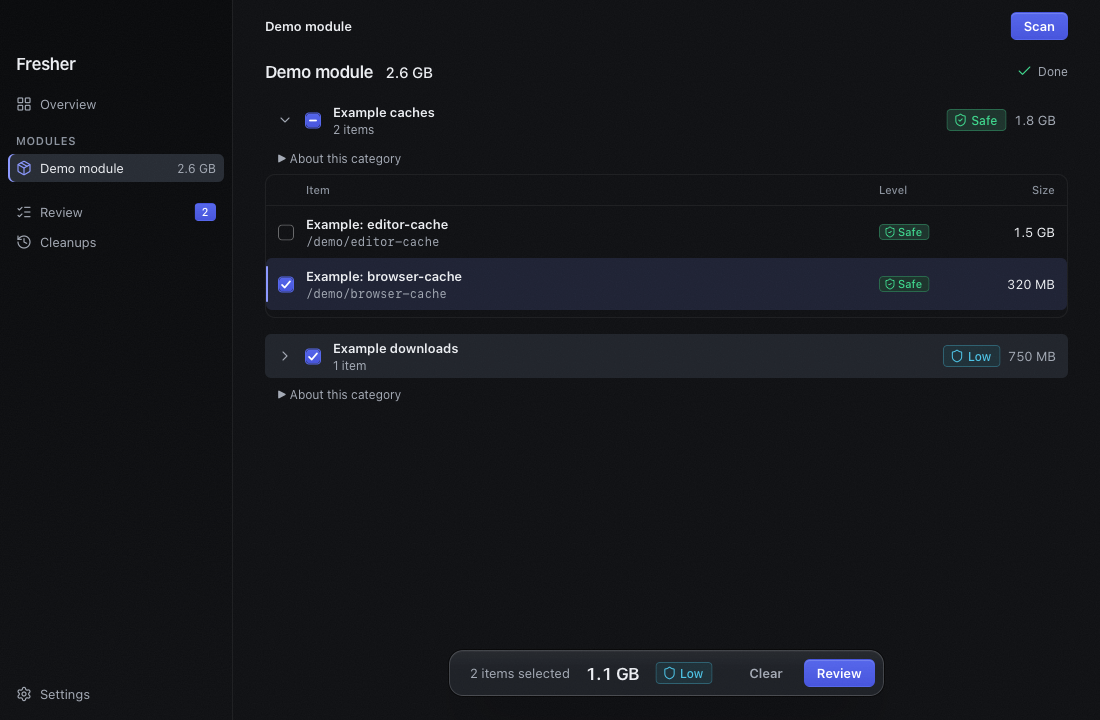 Fresher
Overview
MODULES
Demo module 2.6 GB
Review 2
Cleanups
Settings
Demo module
Scan
Demo module 2.6 GB
Done
Example caches
2 items
Safe 1.8 GB
About this category
Item Level Size
Example: editor-cache
/demo/editor-cache
Safe 1.5 GB
Example: browser-cache
/demo/browser-cache
Safe 320 MB
Example downloads
1 item
Low 750 MB
About this category
2 items selected 1.1 GB Low Clear Review